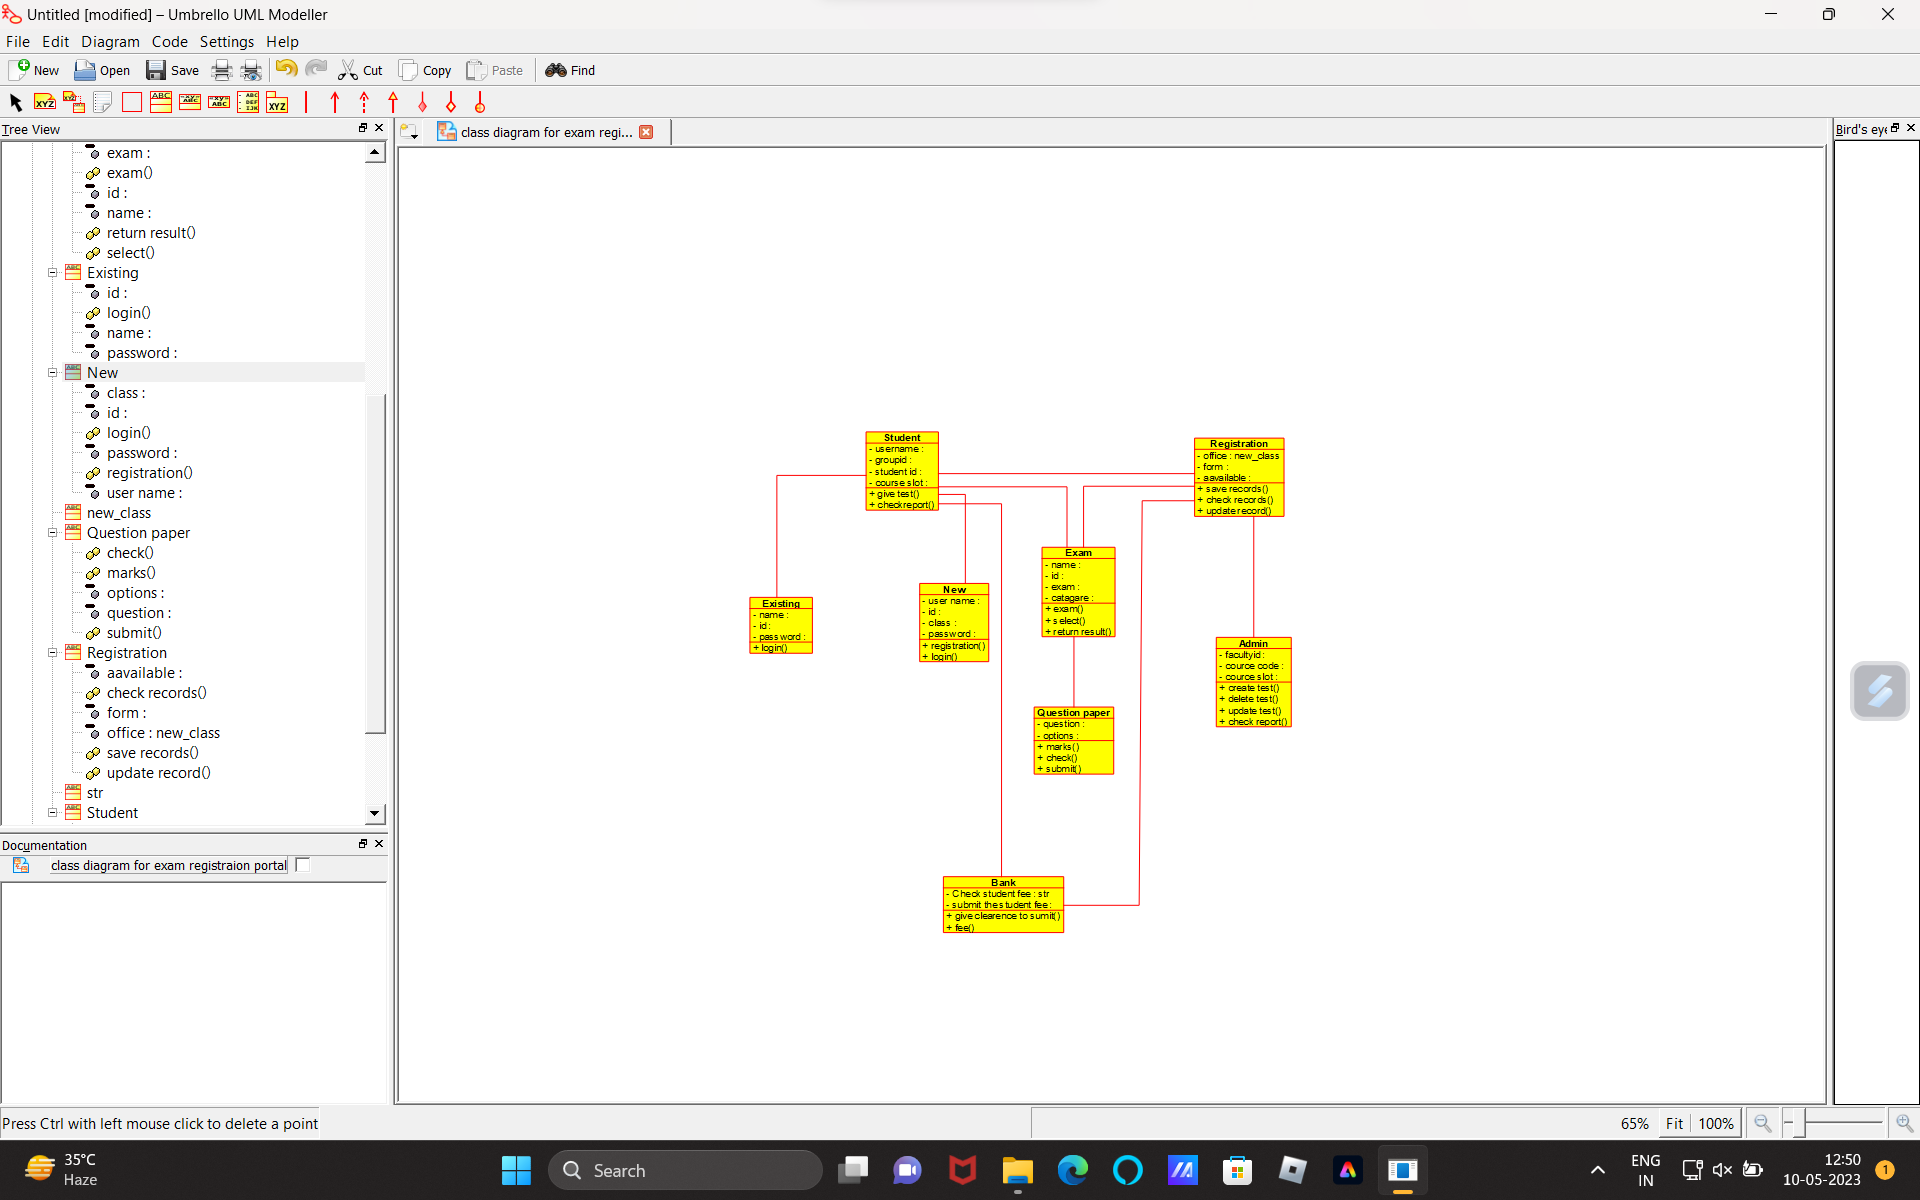 Untitled [modified] – Umbrello UML Modeller
File Edit Diagram Code Settings Help
New Open Save Cut Copy Paste Find
Tree View
exam :
exam()
id :
name :
return result()
select()
Existing
id :
login()
name :
password :
New
class :
id :
login()
password :
registration()
user name :
new_class
Question paper
check()
marks()
options :
question :
submit()
Registration
aavailable :
check records()
form :
office : new_class
save records()
update record()
str
Student
Documentation
class diagram for exam registraion portal
class diagram for exam regi...
Bird's eye
Student
- username :
- groupid :
- student id :
- course slot :
+ give test()
+ checkreport()
Registration
- office : new_class
- form :
- aavailable :
+ save records()
+ check records()
+ update record()
Exam
- name :
- id :
- exam :
- catagare :
+ exam()
+ select()
+ return result()
Existing
- name :
- id :
- password :
+ login()
New
- user name :
- id :
- class :
- password :
+ registration()
+ login()
Admin
- facultyid :
- cource code :
- cource slot :
+ create test()
+ delete test()
+ update test()
+ check report()
Question paper
- question :
- options :
+ marks()
+ check()
+ submit()
Bank
- Check student fee : str
- submit the student fee :
+ give clearence to sumit()
+ fee()
Press Ctrl with left mouse click to delete a point
65% Fit 100%
35°C
Haze
Search
ENG
IN
12:50
10-05-2023
1